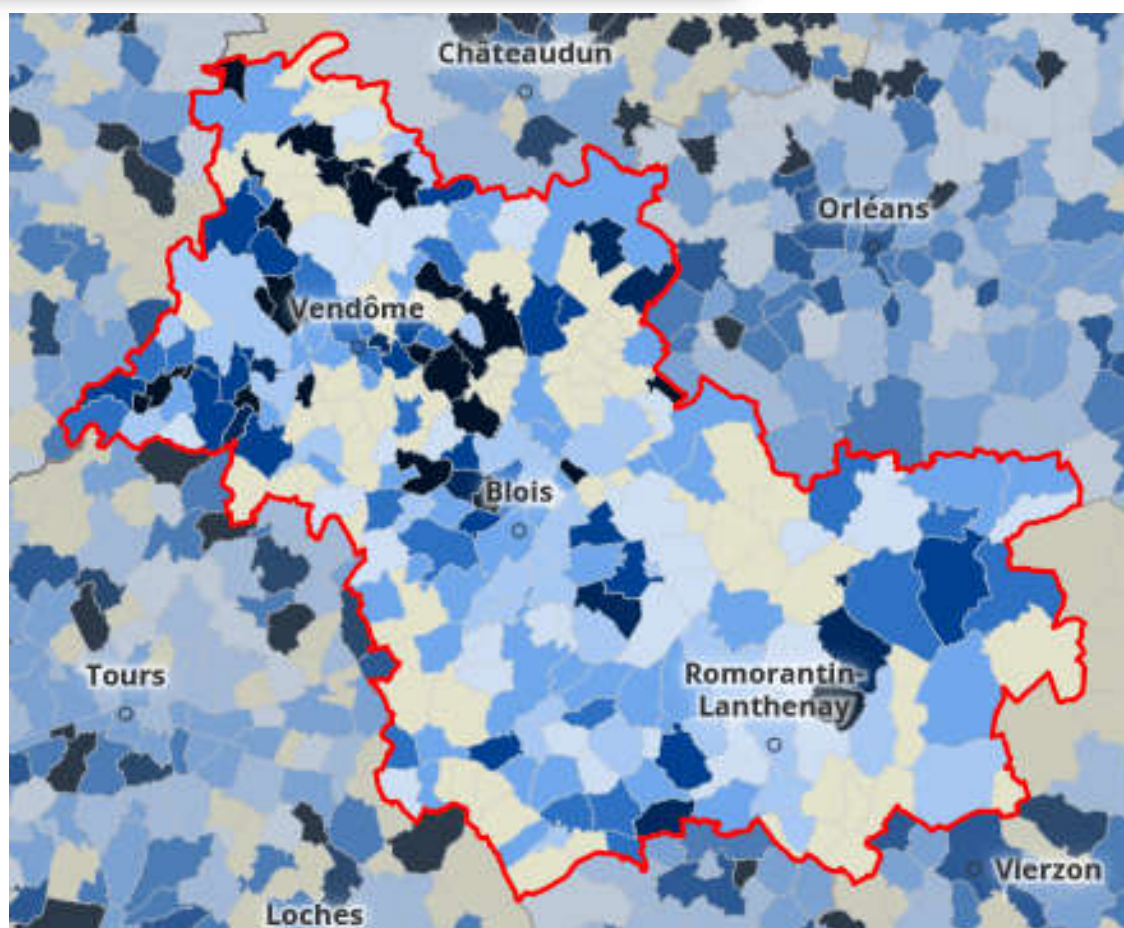 Châteaudun
Orléans
Vendôme
Blois
Tours
Romorantin-
Lanthenay
Vierzon
Loches